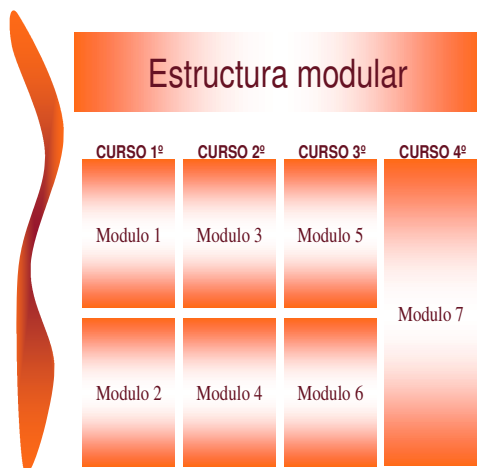 Estructura modular
CURSO 1º CURSO 2º CURSO 3º CURSO 4º
Modulo 1 Modulo 3 Modulo 5
Modulo 7
Modulo 2 Modulo 4 Modulo 6